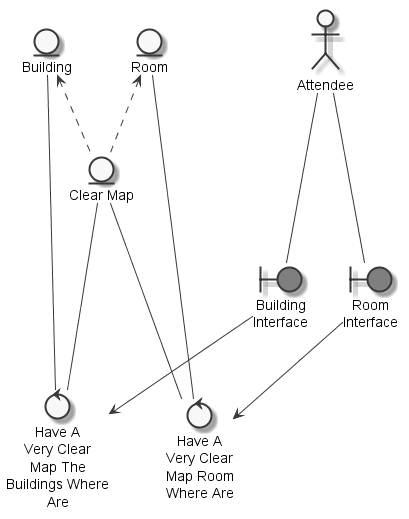 Building
Room
Attendee
Clear Map
Building
Interface
Room
Interface
Have A
Very Clear
Map The
Buildings Where
Are
Have A
Very Clear
Map Room
Where Are